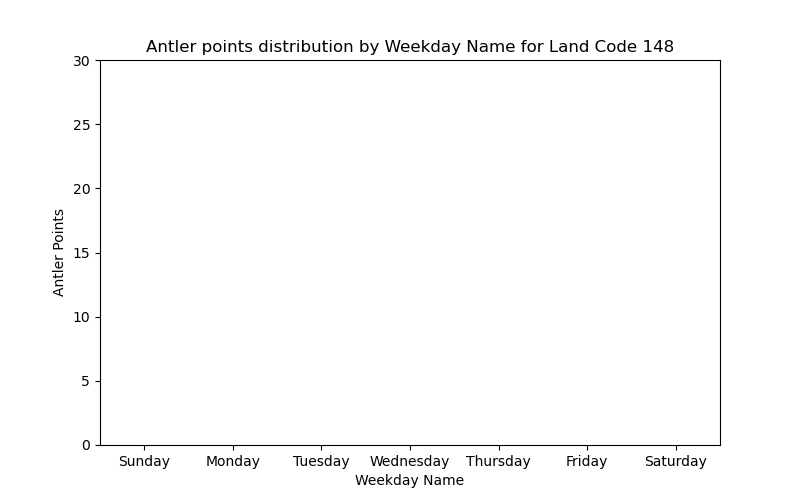 Antler points distribution by Weekday Name for Land Code 148
30
25
20
15
10
5
0
Antler Points
Sunday Monday Tuesday Wednesday Thursday Friday Saturday
Weekday Name